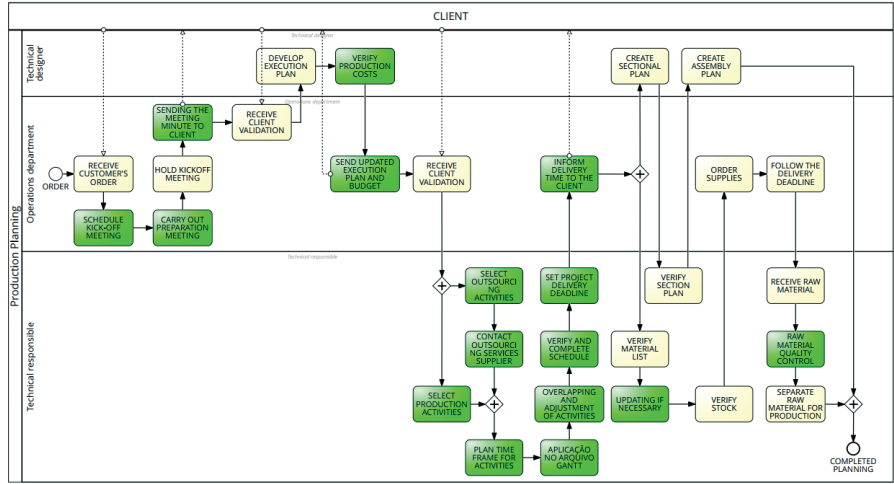 CLIENT
Production Planning
Technical
designer
Technical designer
DEVELOP
EXECUTION
PLAN
VERIFY
PRODUCTION
COSTS
CREATE
SECTIONAL
PLAN
CREATE
ASSEMBLY
PLAN
Operations department
Operations department
ORDER
RECEIVE
CUSTOMER'S
ORDER
SCHEDULE
KICK-OFF
MEETING
SENDING THE
MEETING
MINUTE TO
CLIENT
HOLD KICKOFF
MEETING
CARRY OUT
PREPARATION
MEETING
RECEIVE
CLIENT
VALIDATION
SEND UPDATED
EXECUTION
PLAN AND
BUDGET
RECEIVE
CLIENT
VALIDATION
INFORM
DELIVERY
TIME TO THE
CLIENT
ORDER
SUPPLIES
FOLLOW THE
DELIVERY
DEADLINE
Technical responsible
Technical responsible
SELECT
OUTSOURCI
NG
ACTIVITIES
CONTACT
OUTSOURCI
NG SERVICES
SUPPLIER
SELECT
PRODUCTION
ACTIVITIES
PLAN TIME
FRAME FOR
ACTIVITIES
APLICAÇÃO
NO ARQUIVO
GANTT
OVERLAPPING
AND
ADJUSTMENT
OF ACTIVITIES
VERIFY AND
COMPLETE
SCHEDULE
SET PROJECT
DELIVERY
DEADLINE
VERIFY
SECTION
PLAN
VERIFY
MATERIAL
LIST
UPDATING IF
NECESSARY
VERIFY
STOCK
RECEIVE RAW
MATERIAL
RAW
MATERIAL
QUALITY
CONTROL
SEPARATE
RAW
MATERIAL FOR
PRODUCTION
COMPLETED
PLANNING